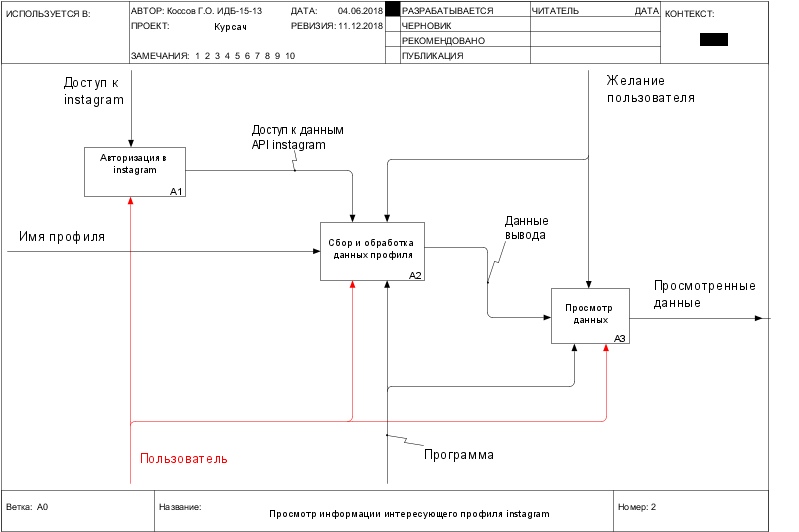 ИСПОЛЬЗУЕТСЯ В:
АВТОР: Коссов Г.О. ИДБ-15-13
ДАТА: 04.06.2018
РАЗРАБАТЫВАЕТСЯ
ЧИТАТЕЛЬ
ДАТА
КОНТЕКСТ:
ПРОЕКТ: Курсач
РЕВИЗИЯ: 11.12.2018
ЧЕРНОВИК
РЕКОМЕНДОВАНО
ЗАМЕЧАНИЯ: 1 2 3 4 5 6 7 8 9 10
ПУБЛИКАЦИЯ
Доступ к
instagram
Желание
пользователя
Доступ к данным
API instagram
Авторизация в
instagram
A1
Имя профиля
Сбор и обработка
данных профиля
A2
Данные
вывода
Просмотр
данных
A3
Просмотренные
данные
Пользователь
Программа
Ветка: A0
Название:
Просмотр информации интересующего профиля instagram
Номер: 2